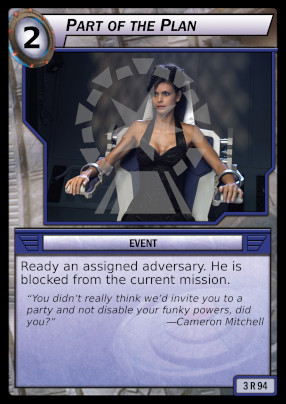 2
PART OF THE PLAN
EVENT
Ready an assigned adversary. He is
blocked from the current mission.
“You didn’t really think we’d invite you to a
party and not disable your funky powers, did
you?” —Cameron Mitchell
3 R 94